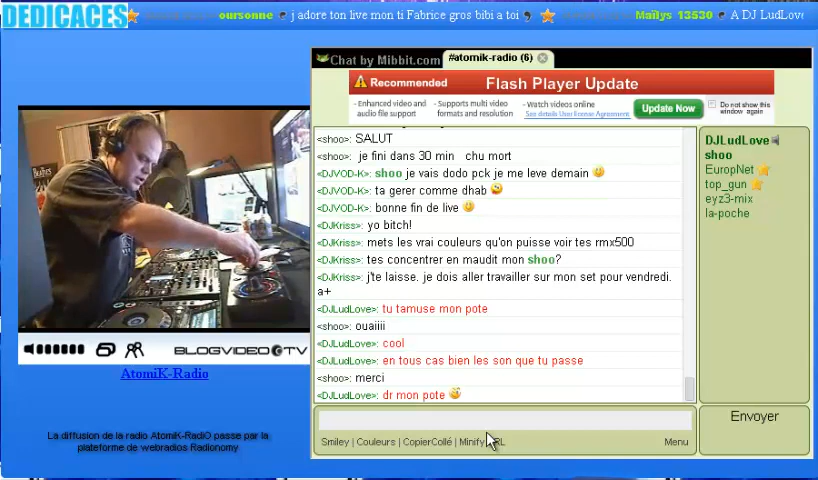 DEDICACES oursonne j adore ton live mon ti Fabrice gros bibi a toi Mailys 13530 A DJ LudLove
Chat by Mibbit.com #atomik-radio (6)
Recommended Flash Player Update
- Enhanced video and audio file support
- Supports multi video formats and resolution
- Watch videos online
See details User License Agreement.
Update Now
Do not show this window again
<shoo>: SALUT
<shoo>: je fini dans 30 min chu mort
<DJVOD-K>: shoo je vais dodo pck je me leve demain
<DJVOD-K>: ta gerer comme dhab
<DJVOD-K>: bonne fin de live
<DJKriss>: yo bitch!
<DJKriss>: mets les vrai couleurs qu'on puisse voir tes rmx500
<DJKriss>: tes concentrer en maudit mon shoo?
<DJKriss>: j'te laisse. je dois aller travailler sur mon set pour vendredi.
a+
<DJLudLove>: tu tamuse mon pote
<shoo>: ouaiiii
<DJLudLove>: cool
<DJLudLove>: en tous cas bien les son que tu passe
<shoo>: merci
<DJLudLove>: dr mon pote
DJLudLove
shoo
EuropNet
top_gun
eyz3-mix
la-poche
Smiley | Couleurs | CopierCollé | Minify RL
Menu
Envoyer
BLOGVIDEO TV
AtomiK-Radio
La diffusion de la radio AtomiK-RadiO passe par la
plateforme de webradios Radionomy